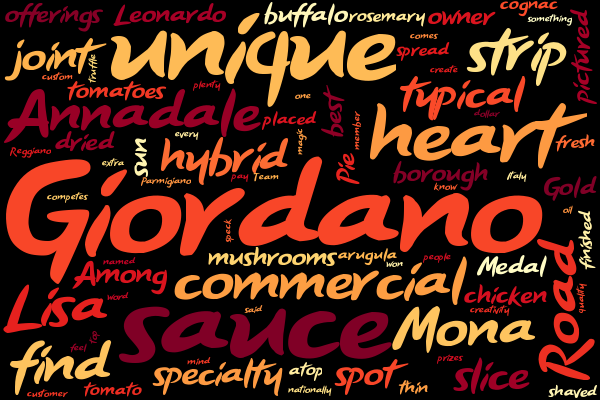 offerings
Leonardo
buffalo
rosemary
owner
cognac
something
pictured
joint
custom
truffle
unique
comes
spread
strip
create
tomatoes
plenty
typical
dollar
Annadale
placed
one
best
Pie
member
heart
fresh
dried
Reggiano
extra
sun
every
hybrid
magic
Parmigiano
pay
Team
borough
know
Italy
Gold
competes
Giordano
speck
oil
finished
mushrooms
arugula
won
people
Medal
named
Among
word
commercial
chicken
creativity
quality
Road
Lisa
said
sauce
Mona
feel
top
find
mind
specialty
atop
nationally
spot
prizes
thin
slice
customer
tomato
shaved